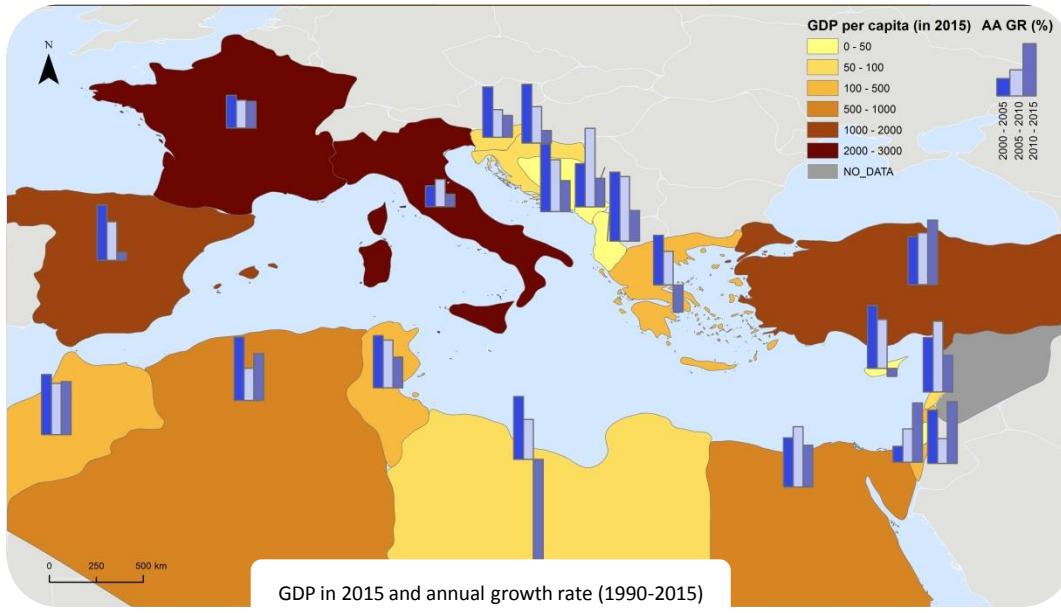 GDP per capita (in 2015) AA GR (%)
0 - 50
50 - 100
100 - 500
500 - 1000
1000 - 2000
2000 - 3000
NO_DATA
2000 - 2005
2005 - 2010
2010 - 2015
N
0 250 500 km
GDP in 2015 and annual growth rate (1990-2015)